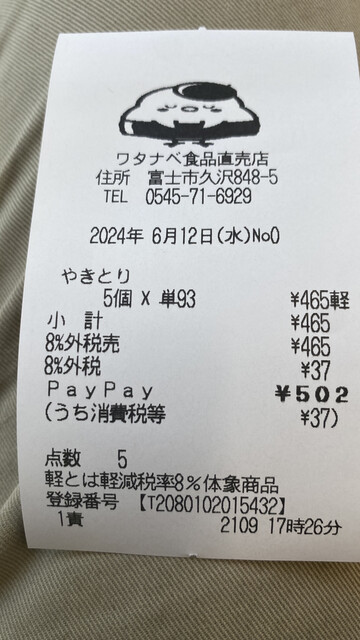 ワタナベ食品直売店
住所 富士市久沢848-5
TEL 0545-71-6929
2024年 6月12日(水)No0
やきとり
5個 X 単93 ¥465軽
小 計 ¥465
8%外税売 ¥465
8%外税 ¥37
PayPay ¥502
(うち消費税等 ¥37)
点数 5
軽とは軽減税率8%体象商品
登録番号 【T2080102015432】
1責 2109 17時26分